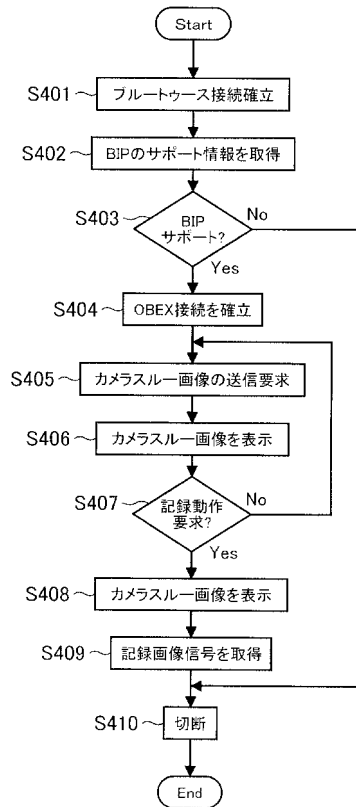 Start
S401
ブルートゥース接続確立
S402
BIPのサポート情報を取得
S403
BIP
サポート?
No
Yes
S404
OBEX接続を確立
S405
カメラスルー画像の送信要求
S406
カメラスルー画像を表示
S407
記録動作
要求?
No
Yes
S408
カメラスルー画像を表示
S409
記録画像信号を取得
S410
切断
End